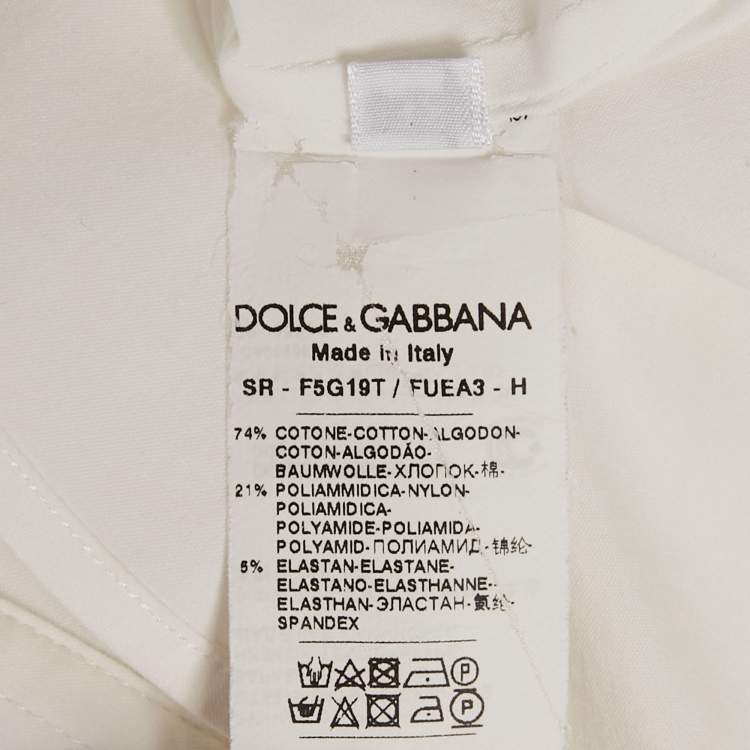 DOLCE & GABBANA
Made in Italy
SR - F5G19T / FUEA3 - H
74% COTONE-COTTON-ALGODON-
COTON-ALGODÃO-
BAUMWOLLE-ХЛОПОК-棉-
21% POLIAMMIDICA-NYLON-
POLIAMIDICA-
POLYAMIDE-POLIAMIDA-
POLYAMID-ПОЛИАМИД-锦纶-
5% ELASTAN-ELASTANE-
ELASTANO-ELASTHANNE-
ELASTHAN-ЭЛАСТАН-氨纶-
SPANDEX
P
P